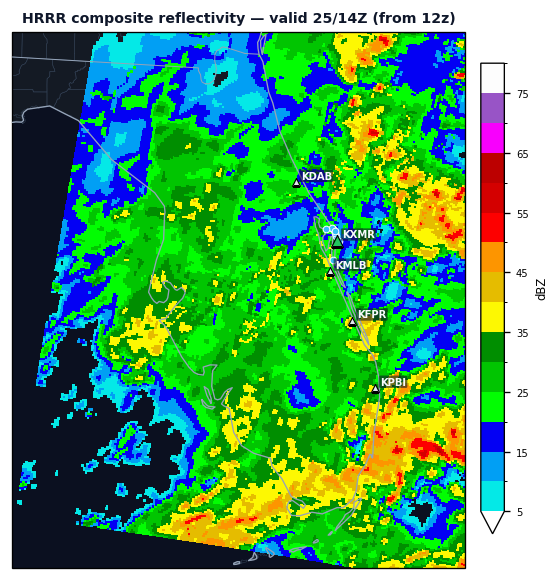 HRRR composite reflectivity — valid 25/14Z (from 12z)
KDAB
KXMR
KMLB
KFPR
KPBI
75
65
55
45
35
25
15
5
dBZ